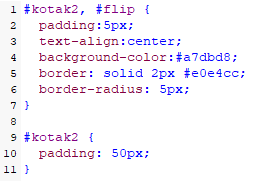 1 #kotak2, #flip {
2 padding:5px;
3 text-align:center;
4 background-color:#a7dbd8;
5 border: solid 2px #e0e4cc;
6 border-radius: 5px;
7 }
8
9 #kotak2 {
10 padding: 50px;
11 }